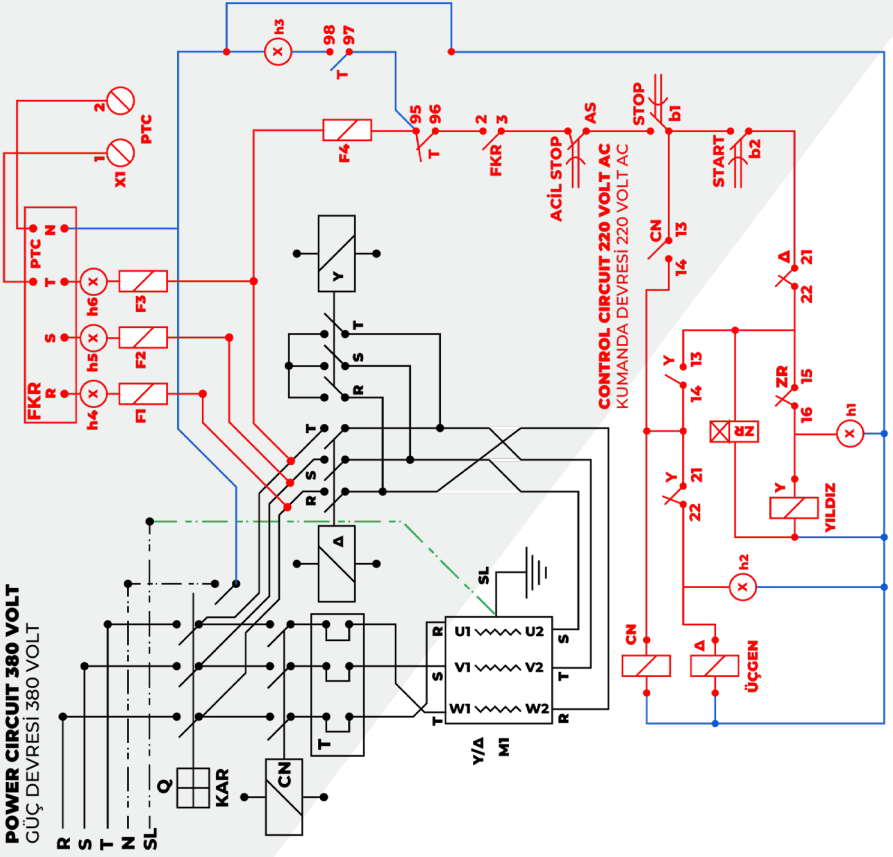 POWER CIRCUIT 380 VOLT
GÜÇ DEVRESİ 380 VOLT
R
S
T
N
SL
Q
KAR
CN
T
Δ
R
S
T
Y
R
S
T
R
S
T
U1
V1
W1
U2
V2
W2
S
T
R
SL
Y/Δ
M1
FKR
R
S
T
N
PTC
h4
h5
h6
F1
F2
F3
1
2
X1
PTC
h3
98
97
T
F4
95
96
T
2
3
FKR
ACİL STOP
AS
STOP
b1
START
b2
CONTROL CIRCUIT 220 VOLT AC
KUMANDA DEVRESİ 220 VOLT AC
CN
13
14
Δ
21
22
Y
13
14
Y
21
22
ZR
ZR
15
16
h1
Y
YILDIZ
h2
CN
Δ
ÜÇGEN